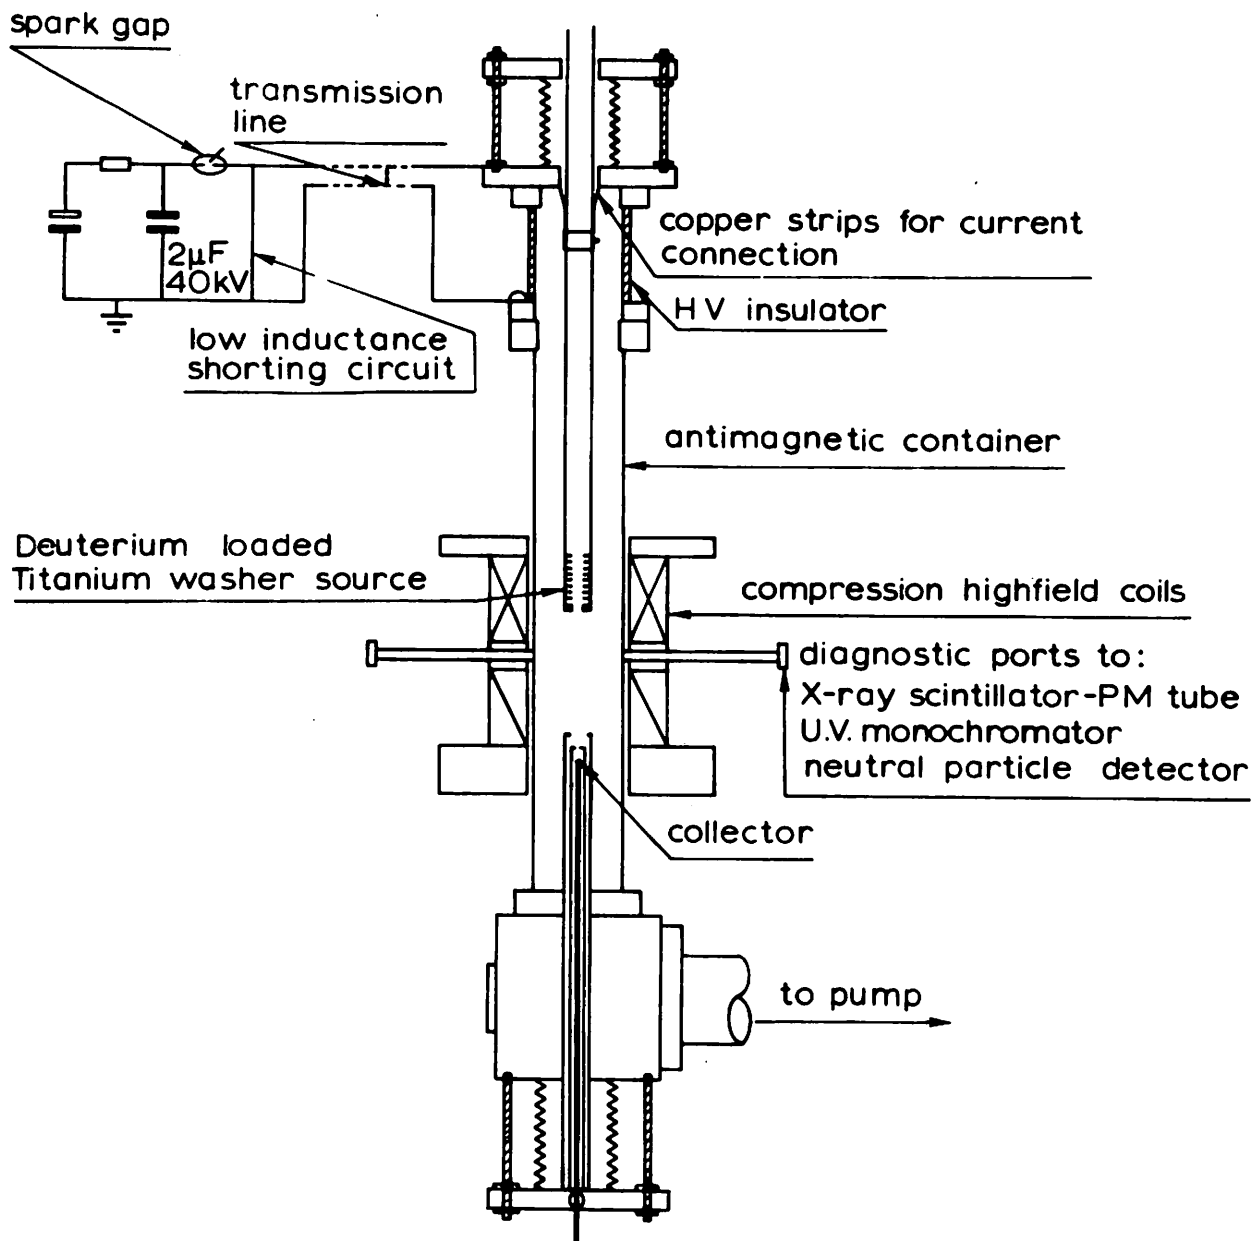 spark gap
transmission
line
2μF
40kV
low inductance
shorting circuit
copper strips for current
connection
HV insulator
antimagnetic container
Deuterium loaded
Titanium washer source
compression highfield coils
diagnostic ports to:
X-ray scintillator-PM tube
U.V. monochromator
neutral particle detector
collector
to pump